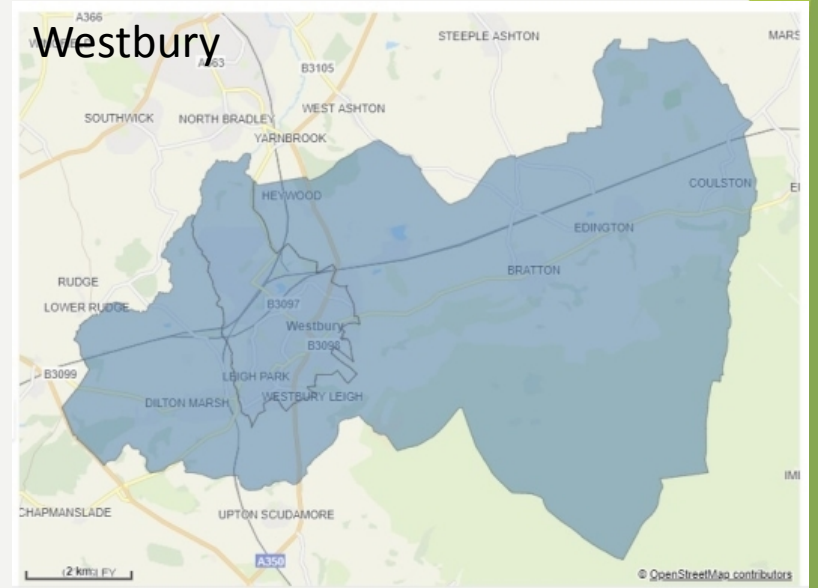 Westbury
A366
STEEPLE ASHTON
B3105
WEST ASHTON
SOUTHWICK
NORTH BRADLEY
YARNBROOK
HEYWOOD
COULSTON
EDINGTON
BRATTON
RUDGE
LOWER RUDGE
B3097
Westbury
B3098
B3099
LEIGH PARK
DILTON MARSH
WESTBURY LEIGH
CHAPMANSLADE
UPTON SCUDAMORE
A350
2 km
© OpenStreetMap contributors